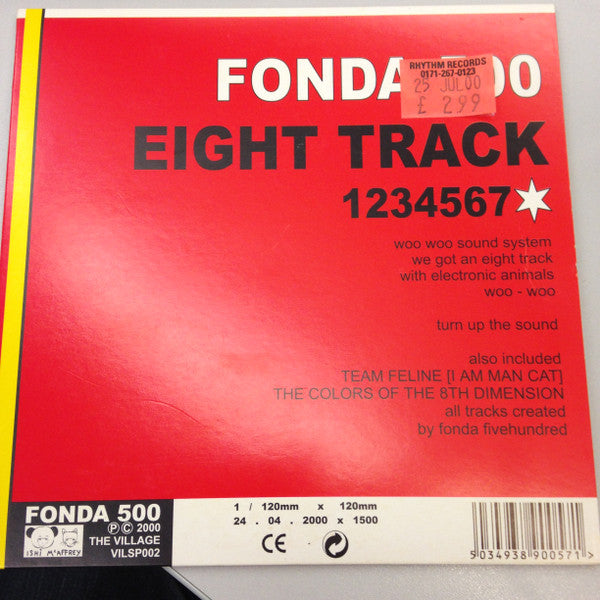 RHYTHM RECORDS
0171-267-0123
25 JUL 00
£ 2.99
FONDA 500
EIGHT TRACK
1234567
woo woo sound system
we got an eight track
with electronic animals
woo - woo
turn up the sound
also included
TEAM FELINE [I AM MAN CAT]
THE COLORS OF THE 8TH DIMENSION
all tracks created
by fonda fivehundred
FONDA 500
℗ © 2000
THE VILLAGE
VILSP002
ISHI McAFFREY
1 / 120mm x 120mm
24 . 04 . 2000 x 1500
CE
5 034938 900571 >